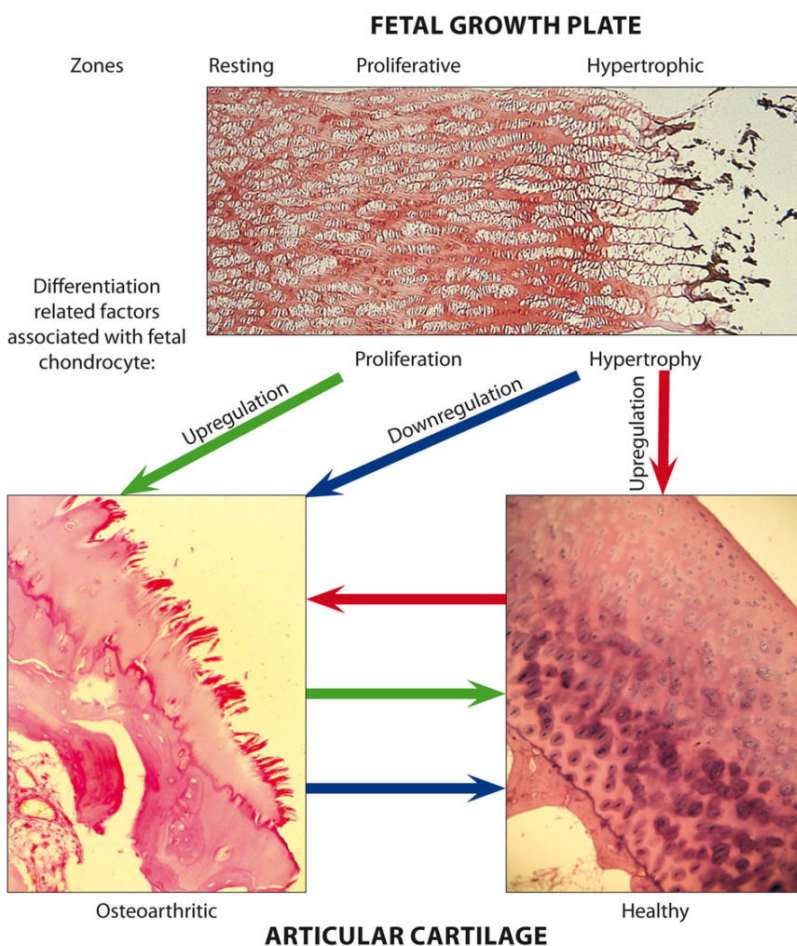 FETAL GROWTH PLATE
Zones
Resting
Proliferative
Hypertrophic
Differentiation
related factors
associated with fetal
chondrocyte:
Proliferation
Hypertrophy
Upregulation
Downregulation
Upregulation
Osteoarthritic
Healthy
ARTICULAR CARTILAGE